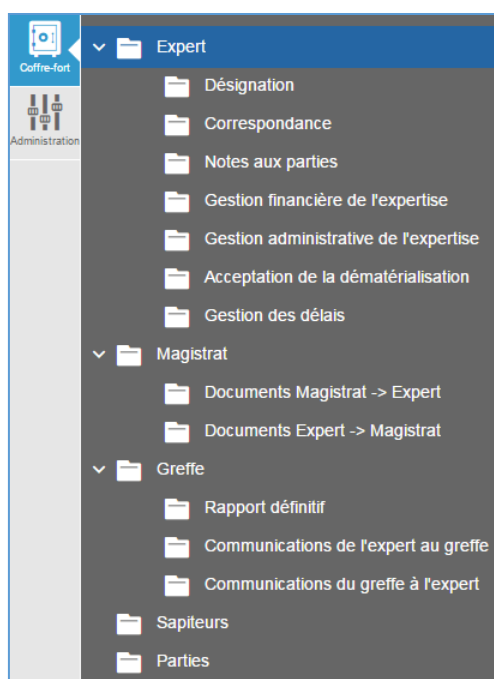 Coffre-fort
Administration
Expert
Désignation
Correspondance
Notes aux parties
Gestion financière de l'expertise
Gestion administrative de l'expertise
Acceptation de la dématérialisation
Gestion des délais
Magistrat
Documents Magistrat -> Expert
Documents Expert -> Magistrat
Greffe
Rapport définitif
Communications de l'expert au greffe
Communications du greffe à l'expert
Sapiteurs
Parties